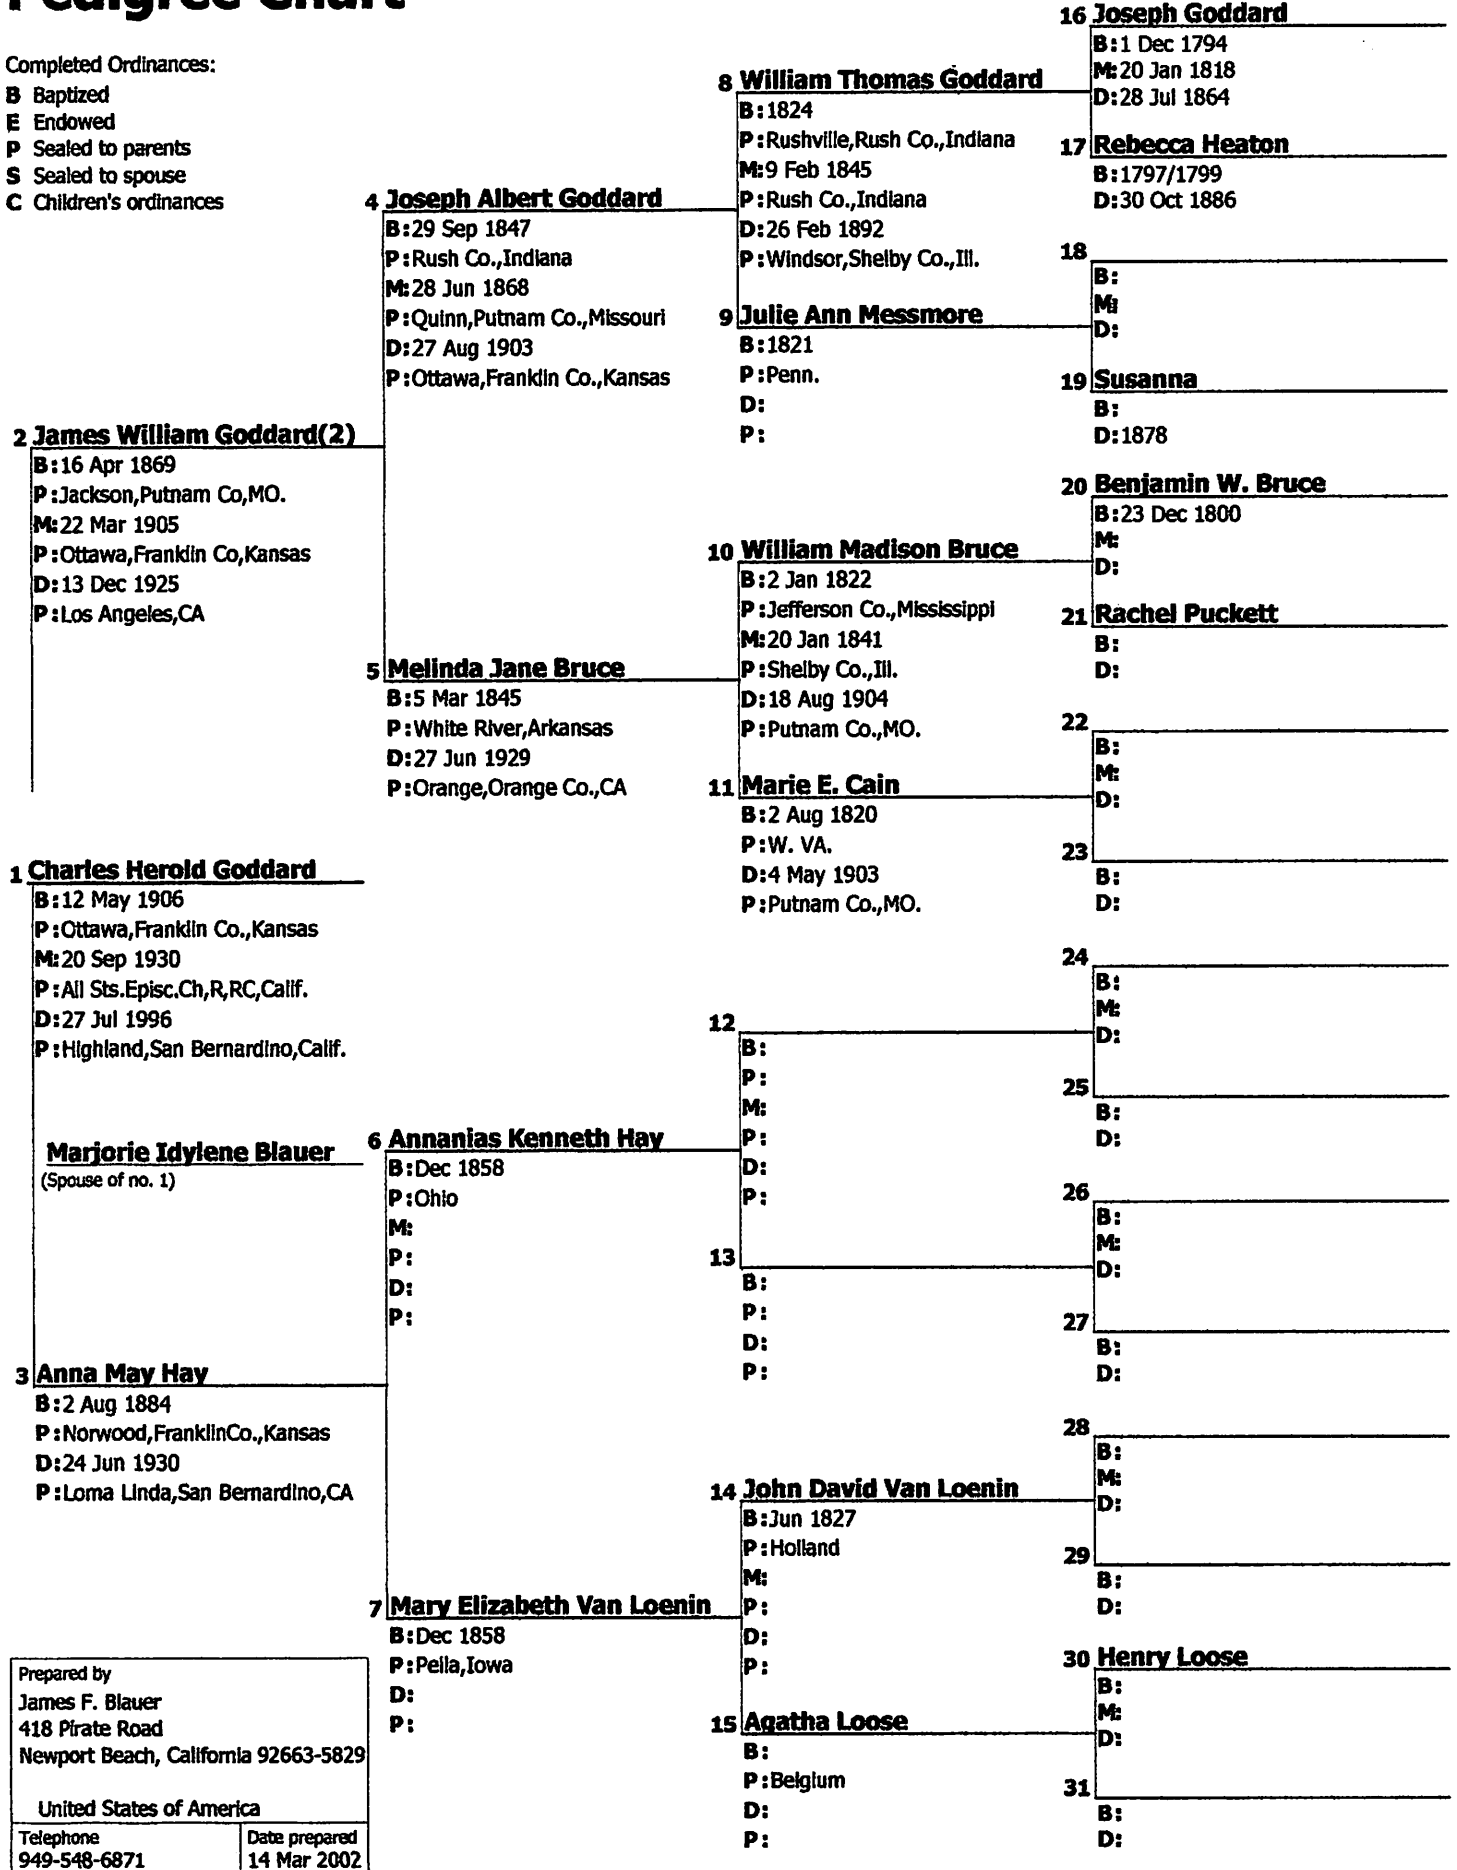 Pedigree Chart
Completed Ordinances:
B Baptized
E Endowed
P Sealed to parents
S Sealed to spouse
C Children's ordinances
2 James William Goddard(2)
B:16 Apr 1869
P:Jackson,Putnam Co,MO.
M:22 Mar 1905
P:Ottawa,Franklin Co,Kansas
D:13 Dec 1925
P:Los Angeles,CA
1 Charles Herold Goddard
B:12 May 1906
P:Ottawa,Franklin Co.,Kansas
M:20 Sep 1930
P:All Sts.Episc.Ch,R,RC,Calif.
D:27 Jul 1996
P:Highland,San Bernardino,Calif.
Marjorie Idylene Blauer
(Spouse of no. 1)
3 Anna May Hay
B:2 Aug 1884
P:Norwood,FranklinCo.,Kansas
D:24 Jun 1930
P:Loma Linda,San Bernardino,CA
Prepared by
James F. Blauer
418 Pirate Road
Newport Beach, California 92663-5829
United States of America
Telephone
949-548-6871
Date prepared
14 Mar 2002
4 Joseph Albert Goddard
B:29 Sep 1847
P:Rush Co.,Indiana
M:28 Jun 1868
P:Quinn,Putnam Co.,Missouri
D:27 Aug 1903
P:Ottawa,Franklin Co.,Kansas
5 Melinda Jane Bruce
B:5 Mar 1845
P:White River,Arkansas
D:27 Jun 1929
P:Orange,Orange Co.,CA
6 Annanias Kenneth Hay
B:Dec 1858
P:Ohio
M:
P:
D:
P:
7 Mary Elizabeth Van Loenin
B:Dec 1858
P:Pella,Iowa
D:
P:
8 William Thomas Goddard
B:1824
P:Rushville,Rush Co.,Indiana
M:9 Feb 1845
P:Rush Co.,Indiana
D:26 Feb 1892
P:Windsor,Shelby Co.,Ill.
9 Julie Ann Messmore
B:1821
P:Penn.
D:
P:
10 William Madison Bruce
B:2 Jan 1822
P:Jefferson Co.,Mississippi
M:20 Jan 1841
P:Shelby Co.,Ill.
D:18 Aug 1904
P:Putnam Co.,MO.
11 Marie E. Cain
B:2 Aug 1820
P:W. VA.
D:4 May 1903
P:Putnam Co.,MO.
12
B:
P:
M:
P:
D:
P:
13
B:
P:
D:
P:
14 John David Van Loenin
B:Jun 1827
P:Holland
M:
P:
D:
P:
15 Agatha Loose
B:
P:Belgium
D:
P:
16 Joseph Goddard
B:1 Dec 1794
M:20 Jan 1818
D:28 Jul 1864
17 Rebecca Heaton
B:1797/1799
D:30 Oct 1886
18
B:
M:
D:
19 Susanna
B:
D:1878
20 Benjamin W. Bruce
B:23 Dec 1800
M:
D:
21 Rachel Puckett
B:
D:
22
B:
M:
D:
23
B:
D:
24
B:
M:
D:
25
B:
D:
26
B:
M:
D:
27
B:
D:
28
B:
M:
D:
29
B:
D:
30 Henry Loose
B:
M:
D:
31
B:
D: